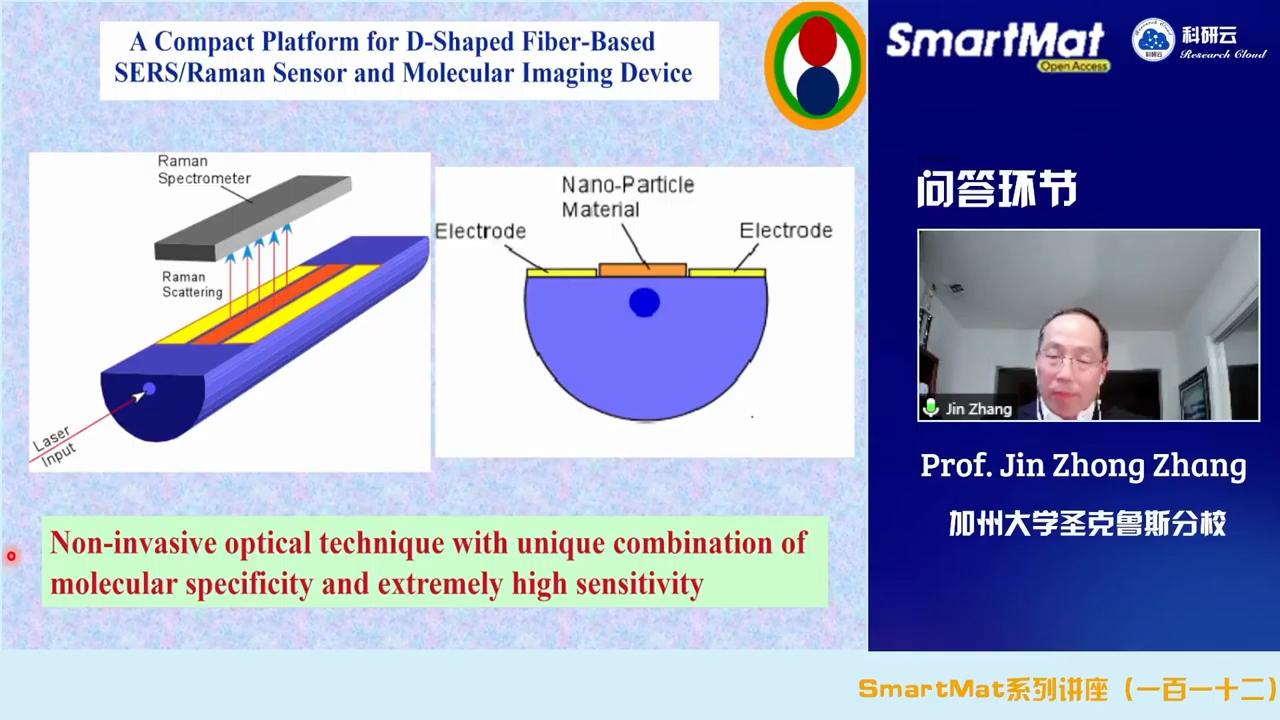 A Compact Platform for D-Shaped Fiber-Based
SERS/Raman Sensor and Molecular Imaging Device
Raman
Spectrometer
Raman
Scattering
Laser
Input
Nano-Particle
Material
Electrode
Electrode
Non-invasive optical technique with unique combination of
molecular specificity and extremely high sensitivity
SmartMat
Open Access
科研云
科研云
Research Cloud
问答环节
Jin Zhang
Prof. Jin Zhong Zhang
加州大学圣克鲁斯分校
SmartMat系列讲座（一百一十二）